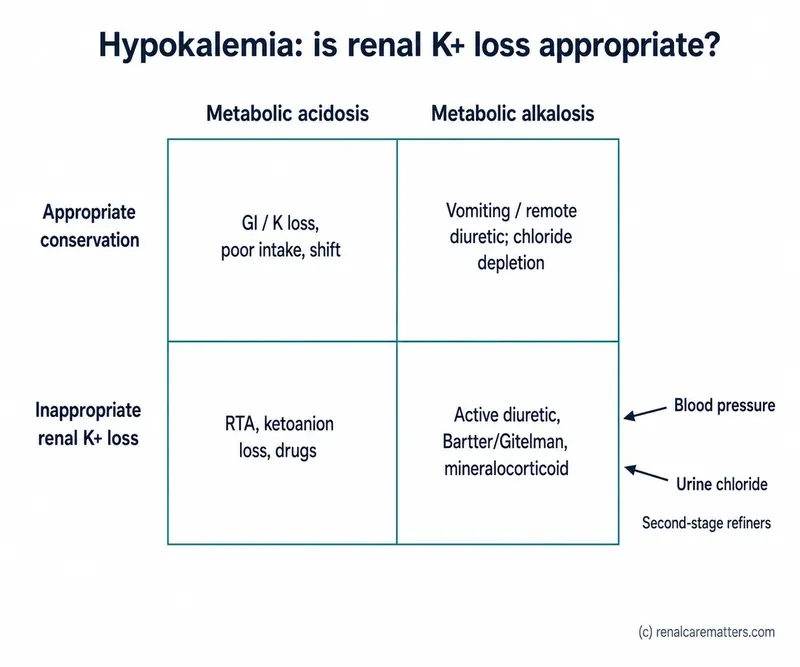 Hypokalemia: is renal K+ loss appropriate?
Metabolic acidosis
Metabolic alkalosis
Appropriate
conservation
GI / K loss,
poor intake, shift
Vomiting / remote
diuretic; chloride
depletion
Inappropriate
renal K+ loss
RTA, ketoanion
loss, drugs
Active diuretic,
Bartter/Gitelman,
mineralocorticoid
Blood pressure
Urine chloride
Second-stage refiners
(c) renalcarematters.com